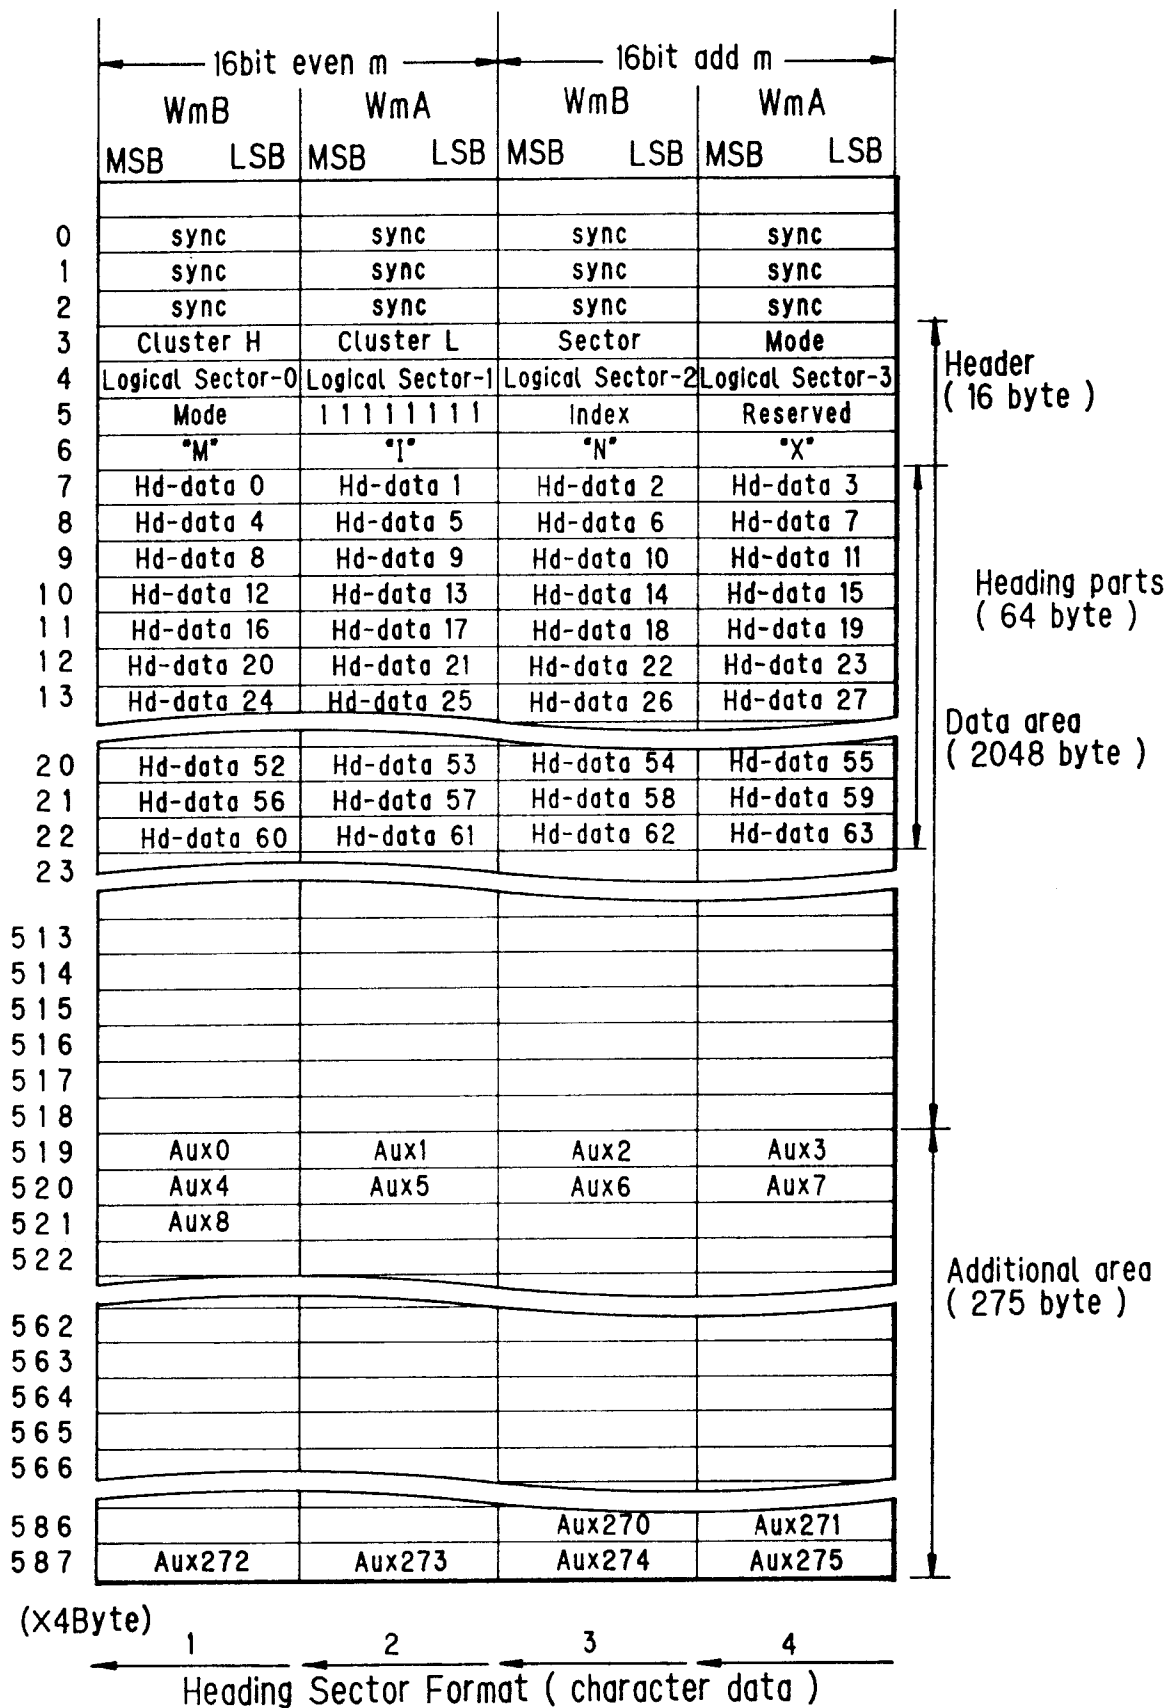 16bit even m 16bit add m
WmB WmA WmB WmA
MSB LSB MSB LSB MSB LSB MSB LSB
0 sync sync sync sync
1 sync sync sync sync
2 sync sync sync sync
3 Cluster H Cluster L Sector Mode
4 Logical Sector-0 Logical Sector-1 Logical Sector-2 Logical Sector-3
Header
( 16 byte )
5 Mode 1 1 1 1 1 1 1 1 Index Reserved
6 "M" "I" "N" "X"
7 Hd-data 0 Hd-data 1 Hd-data 2 Hd-data 3
8 Hd-data 4 Hd-data 5 Hd-data 6 Hd-data 7
9 Hd-data 8 Hd-data 9 Hd-data 10 Hd-data 11
10 Hd-data 12 Hd-data 13 Hd-data 14 Hd-data 15
Heading parts
( 64 byte )
11 Hd-data 16 Hd-data 17 Hd-data 18 Hd-data 19
12 Hd-data 20 Hd-data 21 Hd-data 22 Hd-data 23
13 Hd-data 24 Hd-data 25 Hd-data 26 Hd-data 27
Data area
( 2048 byte )
20 Hd-data 52 Hd-data 53 Hd-data 54 Hd-data 55
21 Hd-data 56 Hd-data 57 Hd-data 58 Hd-data 59
22 Hd-data 60 Hd-data 61 Hd-data 62 Hd-data 63
23
513
514
515
516
517
518
519 Aux0 Aux1 Aux2 Aux3
520 Aux4 Aux5 Aux6 Aux7
521 Aux8
522
Additional area
( 275 byte )
562
563
564
565
566
586 Aux270 Aux271
587 Aux272 Aux273 Aux274 Aux275
(X4Byte)
1 2 3 4
Heading Sector Format ( character data )